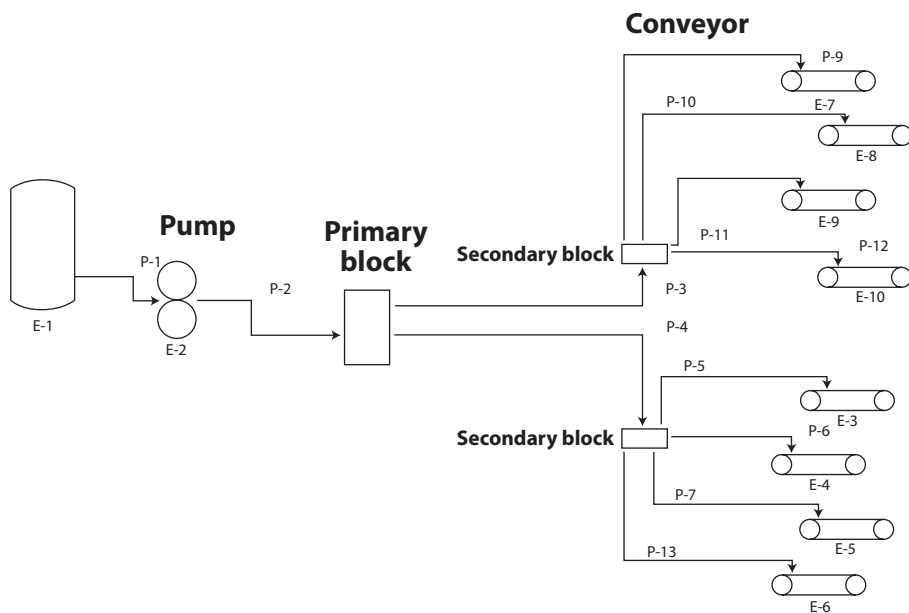 Conveyor
P-9
E-7
P-10
E-8
E-9
P-11
P-12
E-10
Secondary block
P-3
Pump
Primary
block
P-1
P-2
E-1
E-2
P-4
P-5
E-3
P-6
Secondary block
E-4
P-7
E-5
P-13
E-6